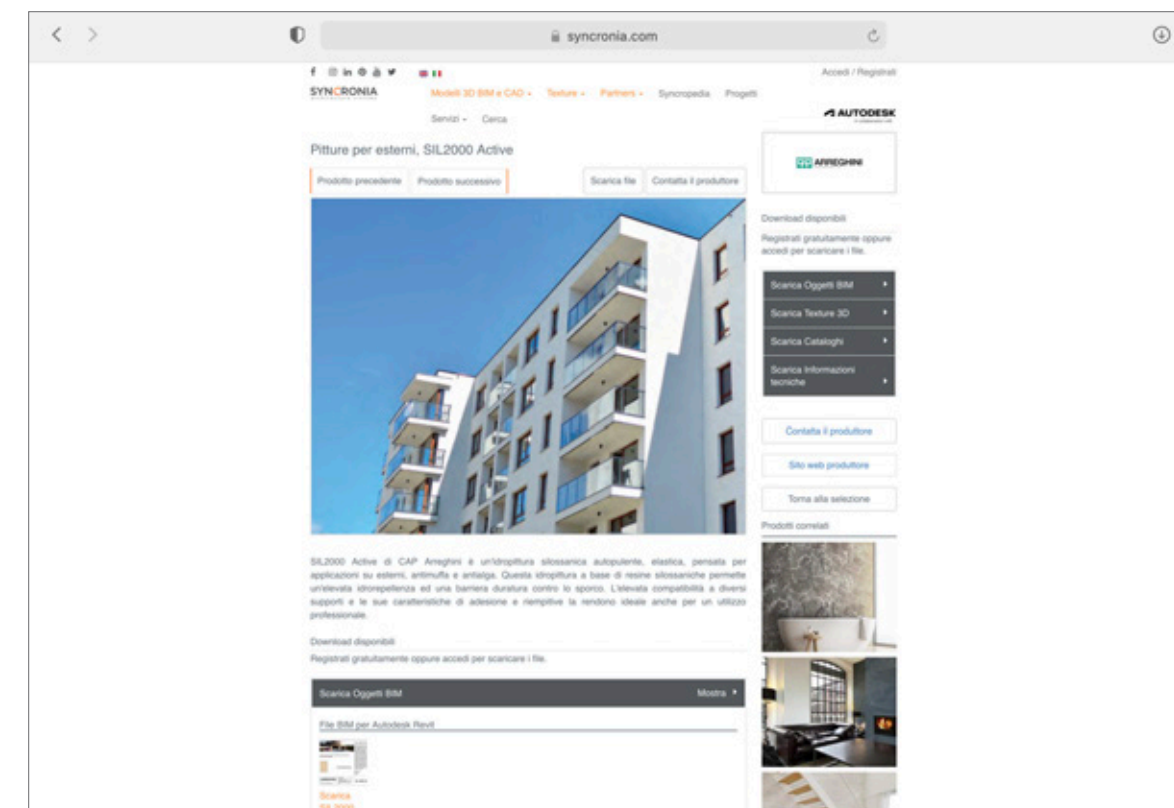 syncronia.com
Accedi / Registrati
SYNCRONIA
Modelli 3D BIM e CAD
Texture
Partners
Syncropedia
Progetti
Servizi
Cerca
AUTODESK
Pitture per esterni, SIL2000 Active
Prodotto precedente
Prodotto successivo
Scarica file
Contatta il produttore
ARREGHINI
Download disponibili
Registrati gratuitamente oppure
accedi per scaricare i file.
Scarica Oggetti BIM
Scarica Texture 3D
Scarica Cataloghi
Scarica Informazioni
tecniche
Contatta il produttore
Sito web produttore
Torna alla selezione
Prodotti correlati
SIL2000 Active di CAP Arreghini è un'idropittura silossanica autopulente, elastica, pensata per
applicazioni su esterni, antimuffa e antialga. Questa idropittura a base di resine silossaniche permette
un'elevata idrorepellenza ed una barriera duratura contro lo sporco. L'elevata compatibilità a diversi
supporti e le sue caratteristiche di adesione e riempitive la rendono ideale anche per un utilizzo
professionale.
Download disponibili
Registrati gratuitamente oppure accedi per scaricare i file.
Scarica Oggetti BIM
Mostra
File BIM per Autodesk Revit
Scarica
SIL2000